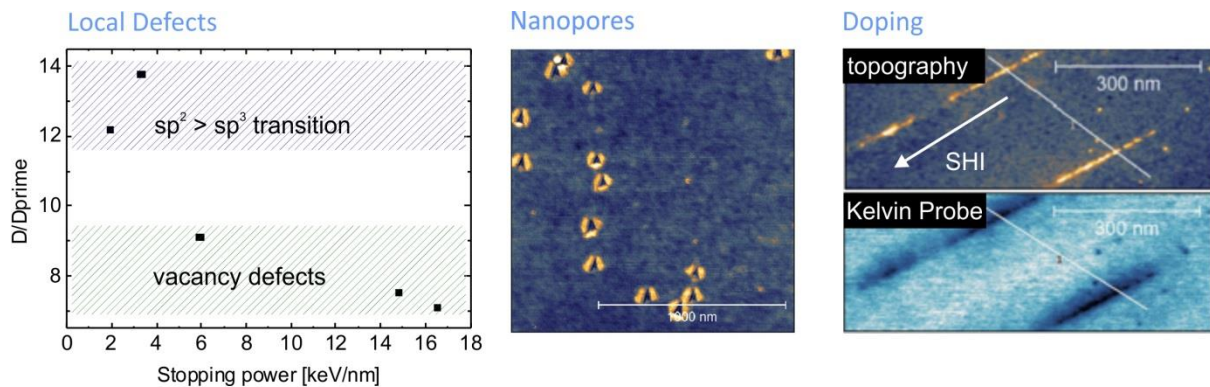 Local Defects
14
12
10
8
D/Dprime
sp² > sp³ transition
vacancy defects
0 2 4 6 8 10 12 14 16 18
Stopping power [keV/nm]
Nanopores
1000 nm
Doping
topography
300 nm
SHI
1
Kelvin Probe
300 nm
1